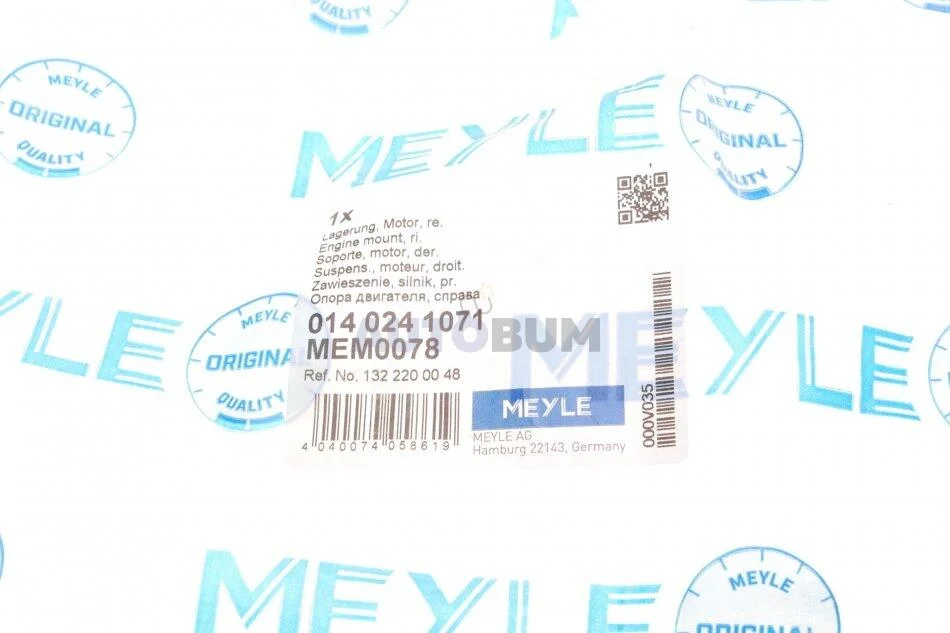 QUALITY
MEYLE
ORIGINAL
QUALITY
MEYLE
MEYLE
ORIGINAL
QUALITY
1x
Lagerung, Motor, re.
Engine mount, ri.
Soporte, motor, der.
Suspens., moteur, droit.
Zawieszenie, silnik, pr.
Опора двигателя, справа
014 024 1071
MEM0078
Ref. No. 132 220 00 48
4 040074 058619
MEYLE
MEYLE AG
Hamburg 22143, Germany
000V035
AUTOBUM
MEYLE
ORIGINAL
QUALITY
MEYLE
MEYLE
MEYLE
ORIGINAL